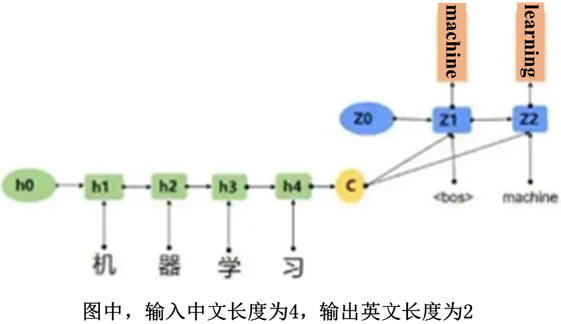 machine
learning
Z0
Z1
Z2
h0
h1
h2
h3
h4
C
<bos>
machine
机
器
学
习
图中，输入中文长度为4，输出英文长度为2